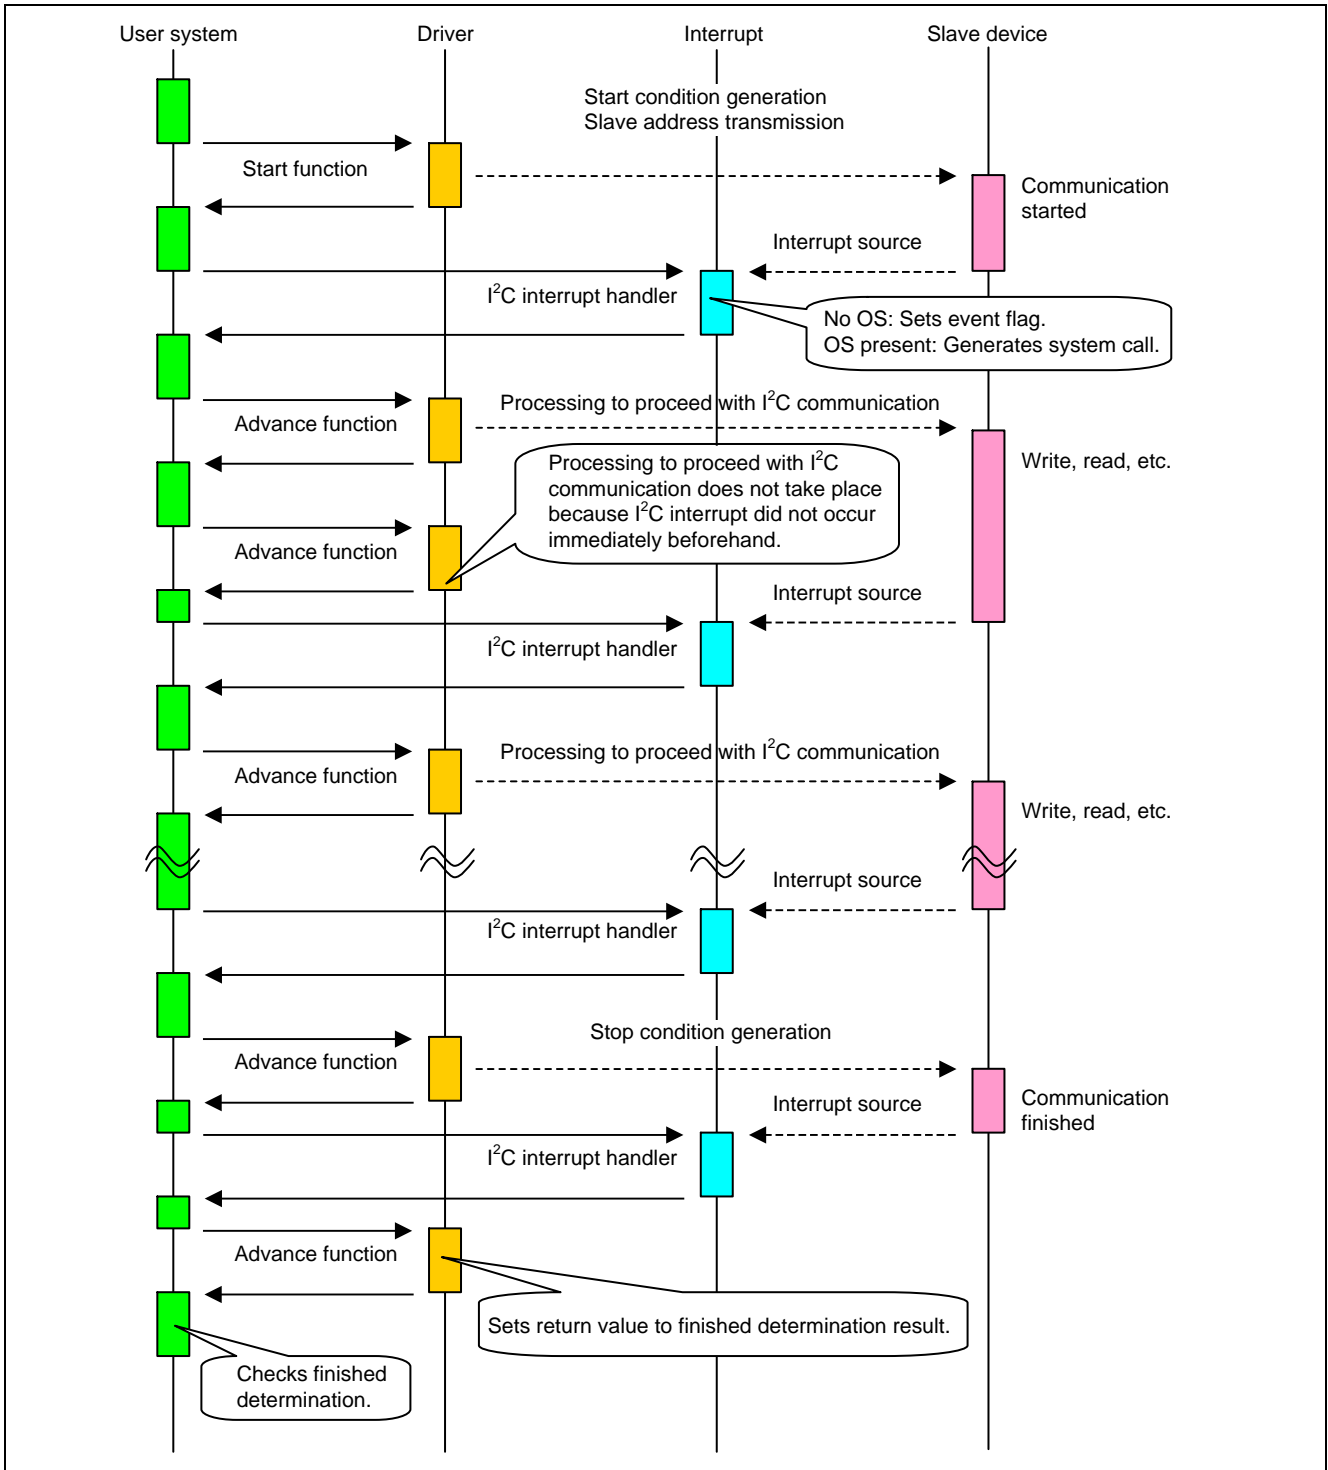 User system
Driver
Interrupt
Slave device
Start condition generation
Slave address transmission
Start function
Communication
started
Interrupt source
I²C interrupt handler
No OS: Sets event flag.
OS present: Generates system call.
Processing to proceed with I²C communication
Advance function
Processing to proceed with I²C
communication does not take place
because I²C interrupt did not occur
immediately beforehand.
Write, read, etc.
Advance function
Interrupt source
I²C interrupt handler
Processing to proceed with I²C communication
Advance function
Write, read, etc.
Interrupt source
I²C interrupt handler
Stop condition generation
Advance function
Communication
finished
Interrupt source
I²C interrupt handler
Advance function
Sets return value to finished determination result.
Checks finished
determination.